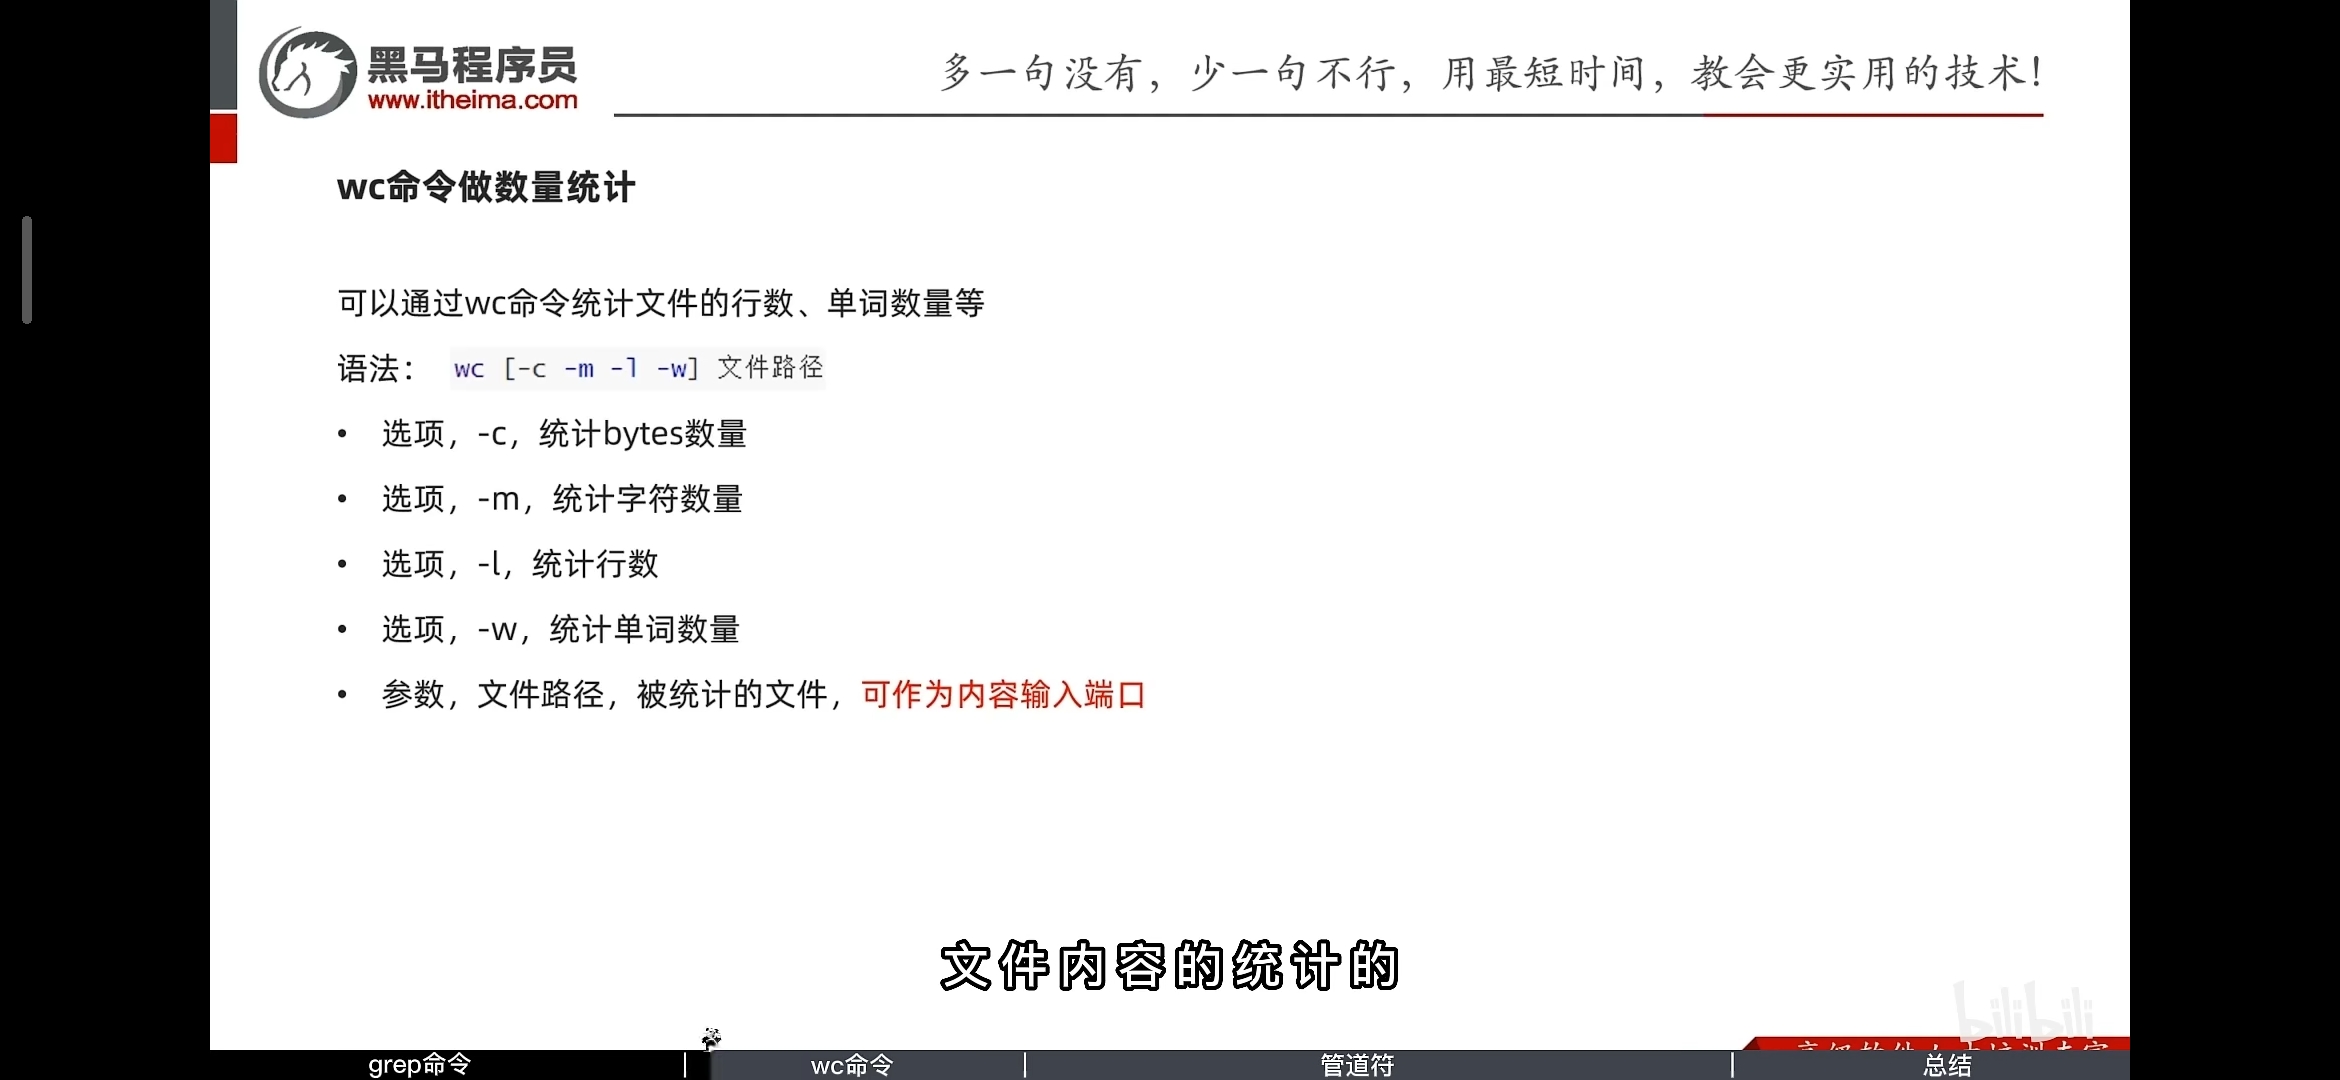 黑马程序员
www.itheima.com
多一句没有，少一句不行，用最短时间，教会更实用的技术！
wc命令做数量统计
可以通过wc命令统计文件的行数、单词数量等
语法： wc [-c -m -l -w] 文件路径
• 选项，-c，统计bytes数量
• 选项，-m，统计字符数量
• 选项，-l，统计行数
• 选项，-w，统计单词数量
• 参数，文件路径，被统计的文件，可作为内容输入端口
文件内容的统计的
bilibili
grep命令 | wc命令 | 管道符 | 总结